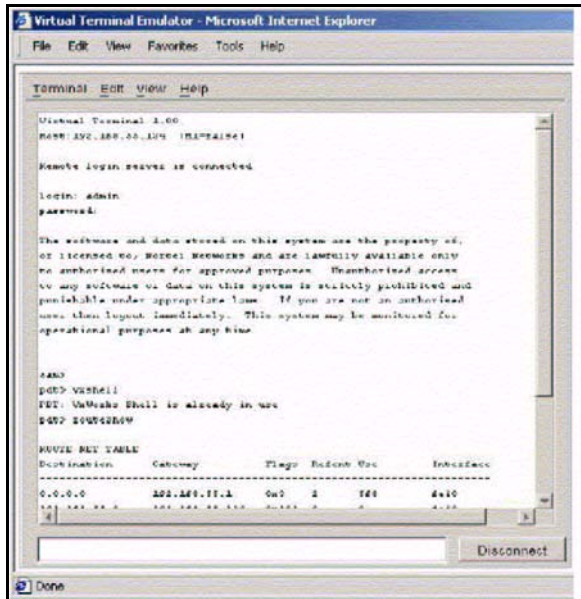 Virtual Terminal Emulator - Microsoft Internet Explorer
File Edit View Favorites Tools Help
Terminal Edit View Help
Virtual Terminal 1.00
Remote login server is connected
login: admin
password:
The software and data stored on this system are the property of,
or licensed to, Nortel Networks and are lawfully available only
to authorized users for approved purposes. Unauthorized access
to any software or data on this system is strictly prohibited and
punishable under appropriate laws. If you are not an authorized
user then logout immediately. This system may be monitored for
operational purposes at any time.
pdt> vxshell
PDT: VxWorks Shell is already in use
pdt> routeshow
ROUTE NET TABLE
Destination Gateway Flags Refcnt Use Interface
0.0.0.0
Disconnect
Done